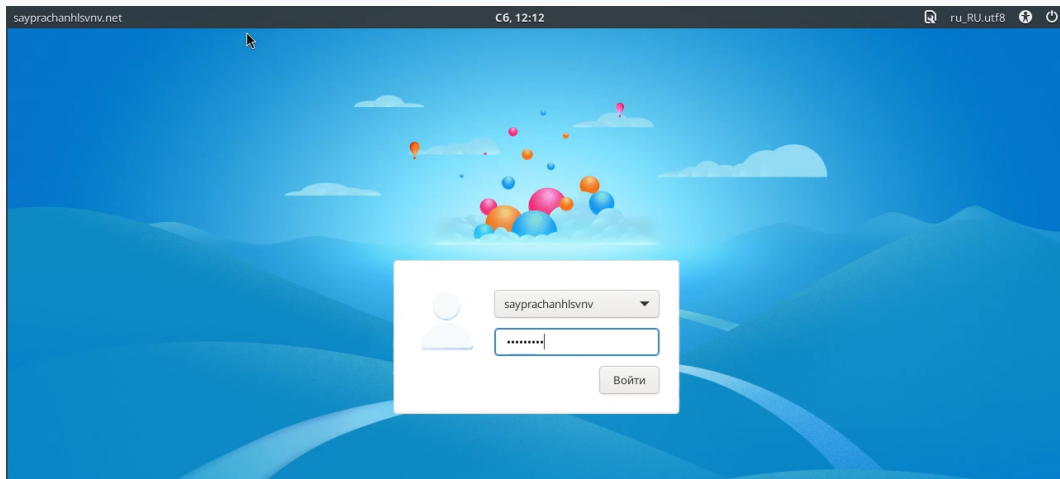 sayprachanhlsvnv.net
Сб, 12:12
ru_RU.utf8
sayprachanhlsvnv
•••••••••
Войти